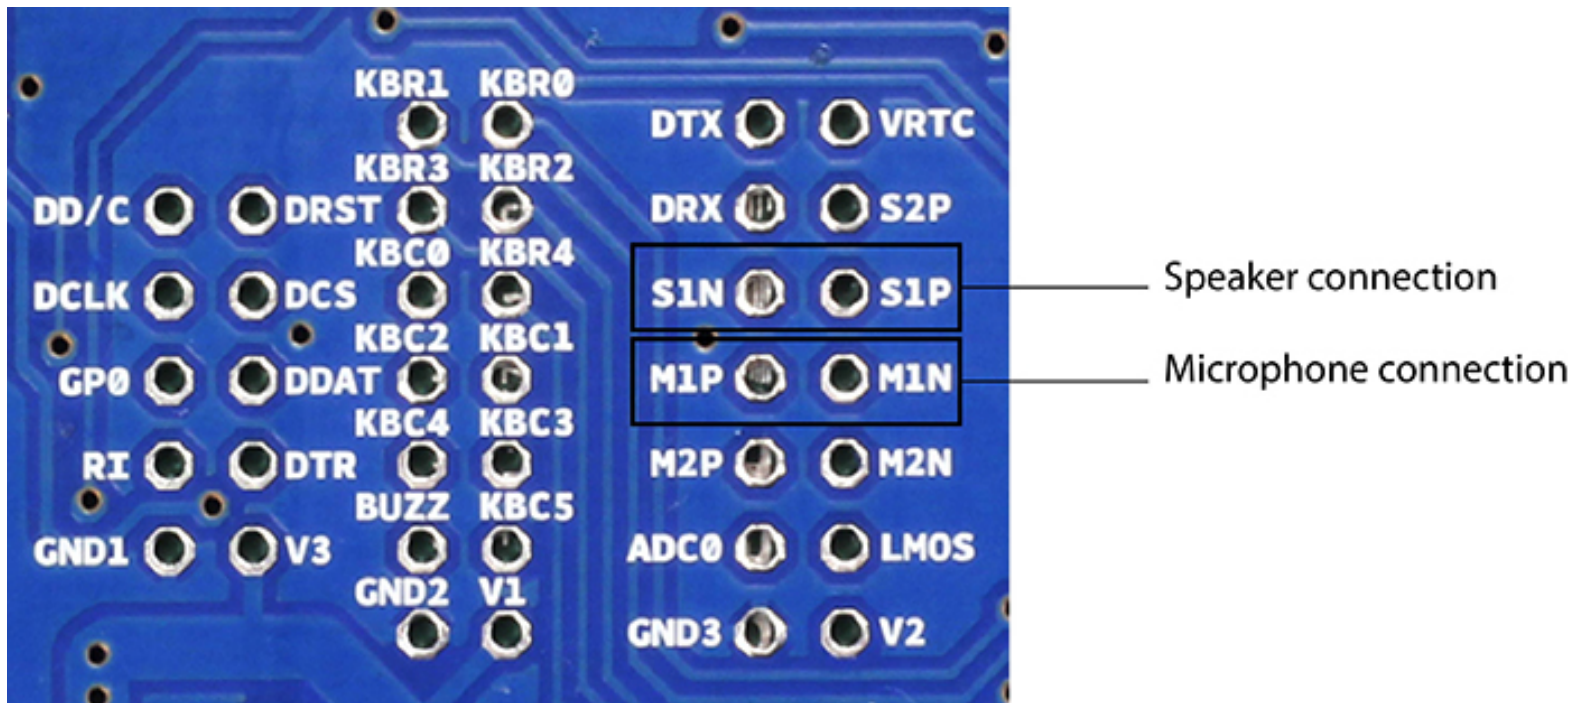 KBR1 KBR0
DTX VRTC
KBR3 KBR2
DD/C DRST DRX S2P
KBC0 KBR4
DCLK DCS S1N S1P Speaker connection
KBC2 KBC1
GP0 DDAT M1P M1N Microphone connection
KBC4 KBC3
RI DTR M2P M2N
BUZZ KBC5
GND1 V3 ADC0 LMOS
GND2 V1
GND3 V2